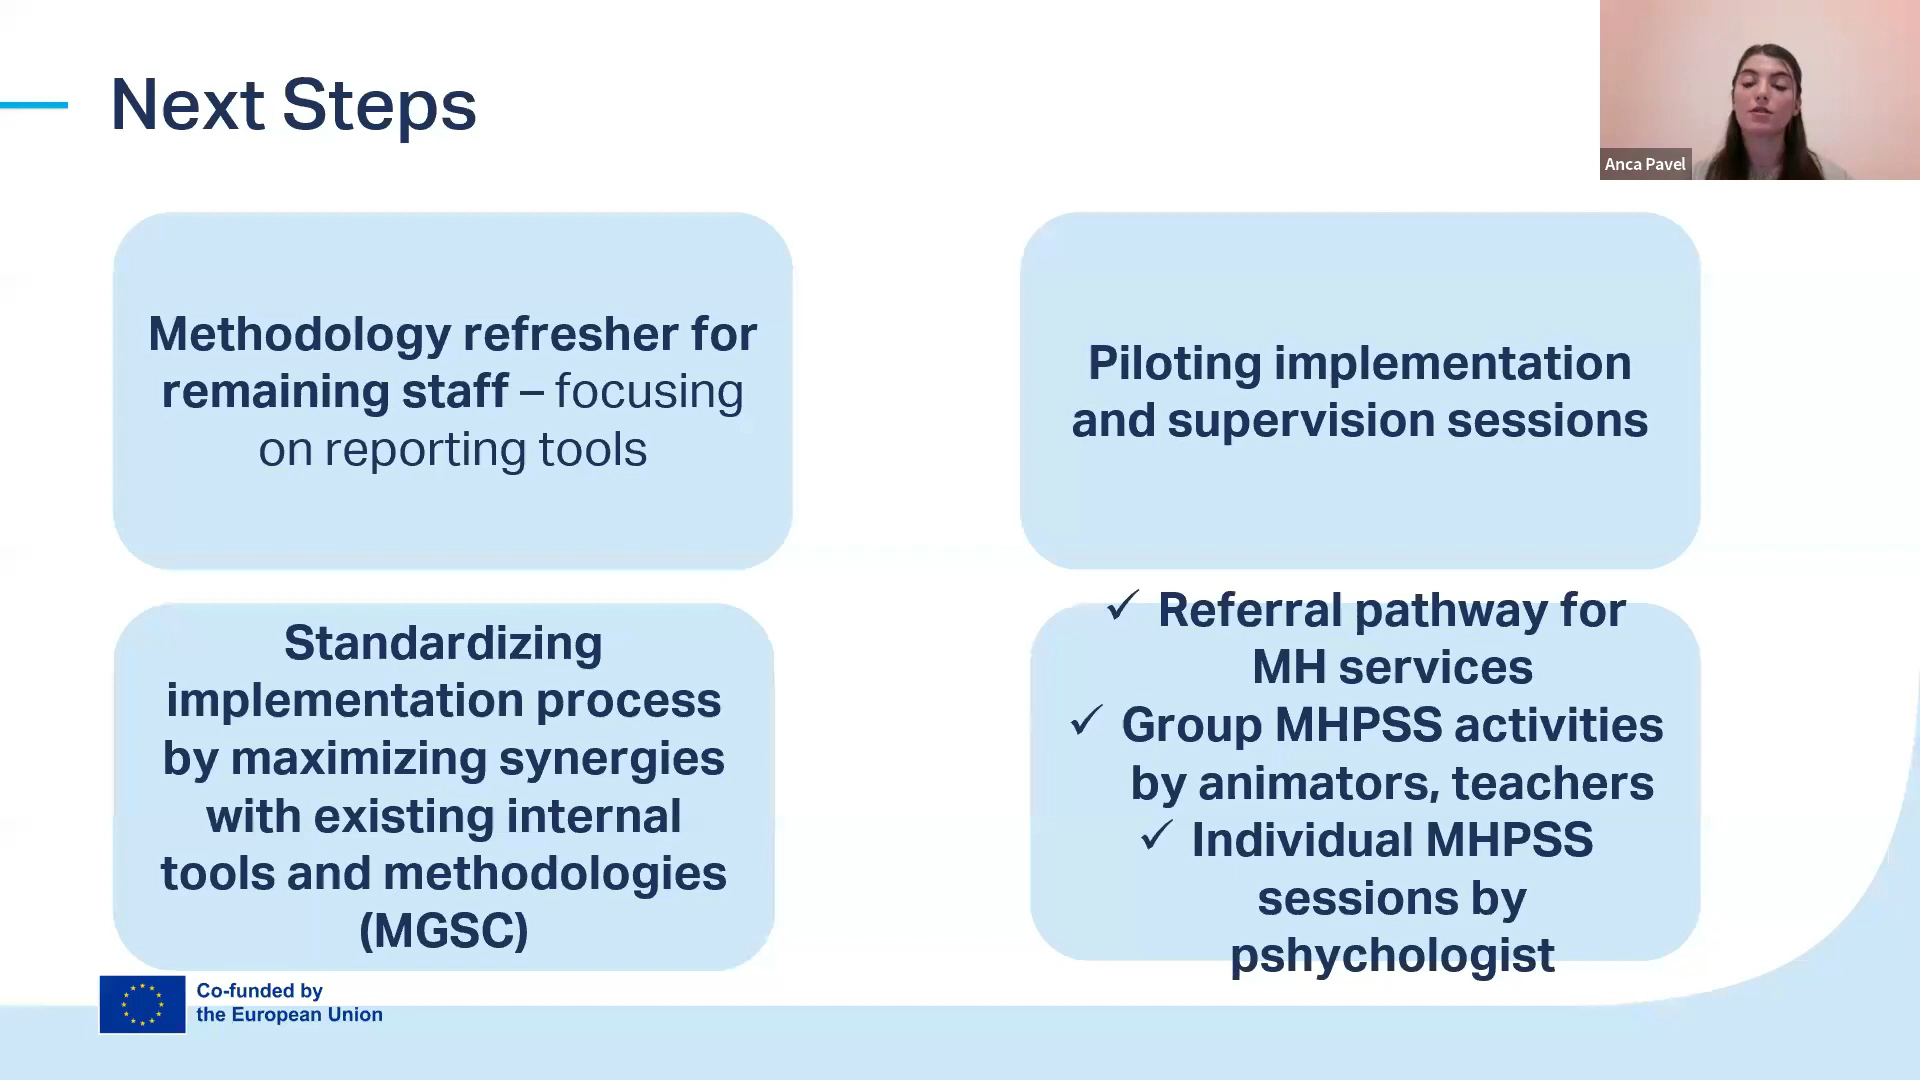 Next Steps
Anca Pavel
Methodology refresher for
remaining staff – focusing
on reporting tools
Piloting implementation
and supervision sessions
Standardizing
implementation process
by maximizing synergies
with existing internal
tools and methodologies
(MGSC)
✓ Referral pathway for
MH services
✓ Group MHPSS activities
by animators, teachers
✓ Individual MHPSS
sessions by
pshychologist
Co-funded by
the European Union